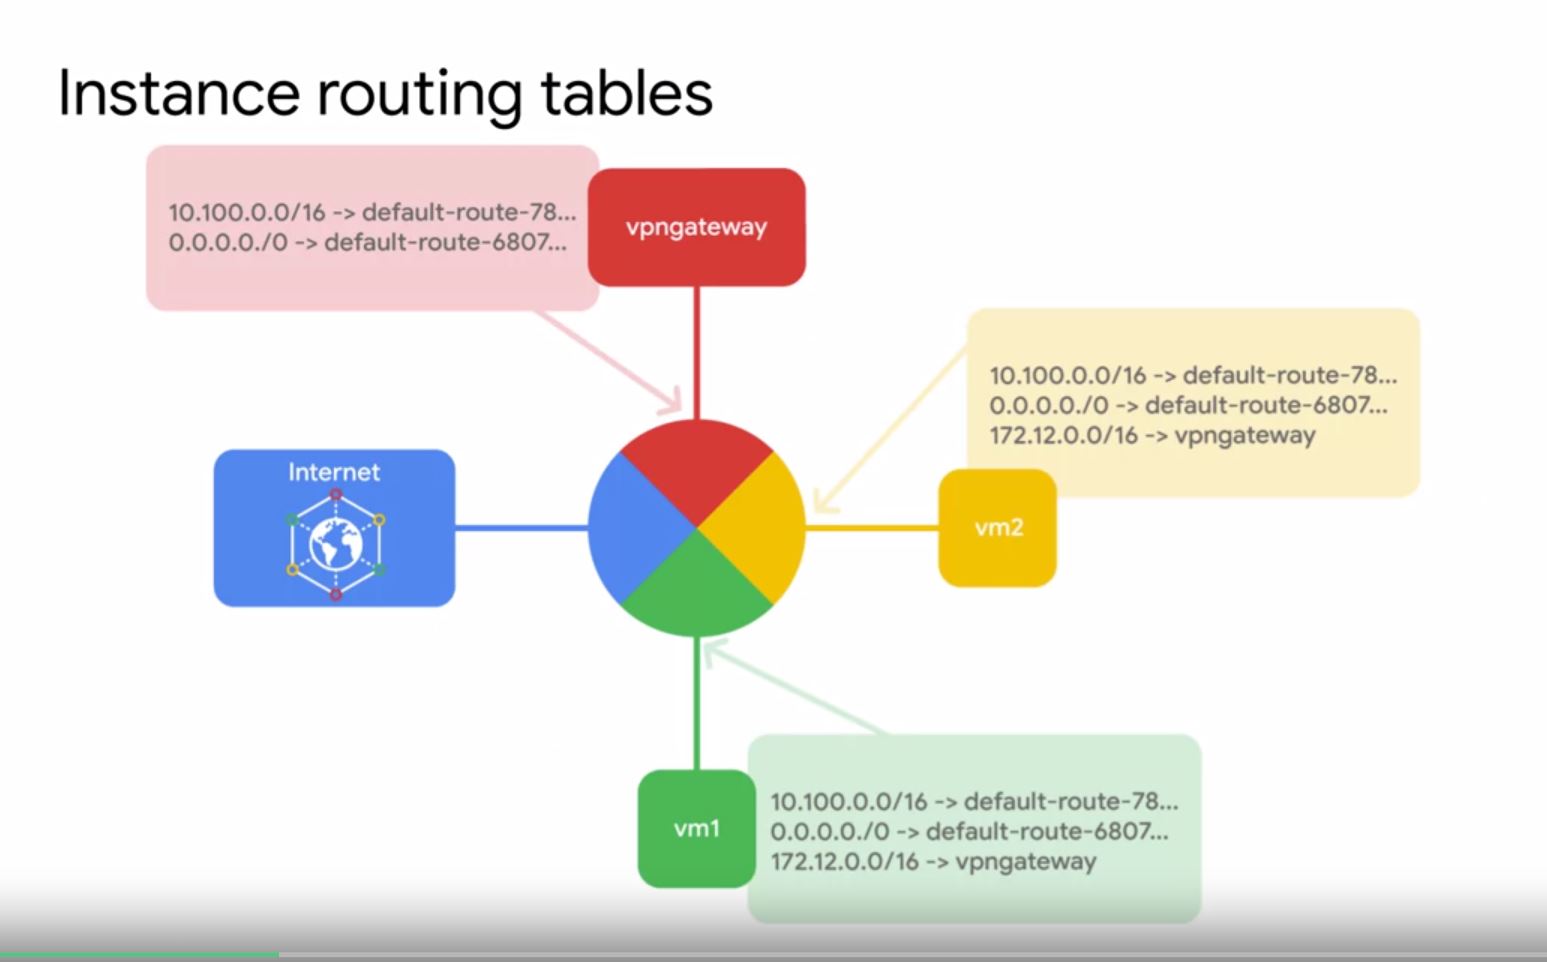 Instance routing tables
10.100.0.0/16 -> default-route-78...
0.0.0.0./0 -> default-route-6807...
vpngateway
10.100.0.0/16 -> default-route-78...
0.0.0.0./0 -> default-route-6807...
172.12.0.0/16 -> vpngateway
Internet
vm2
vm1
10.100.0.0/16 -> default-route-78...
0.0.0.0./0 -> default-route-6807...
172.12.0.0/16 -> vpngateway